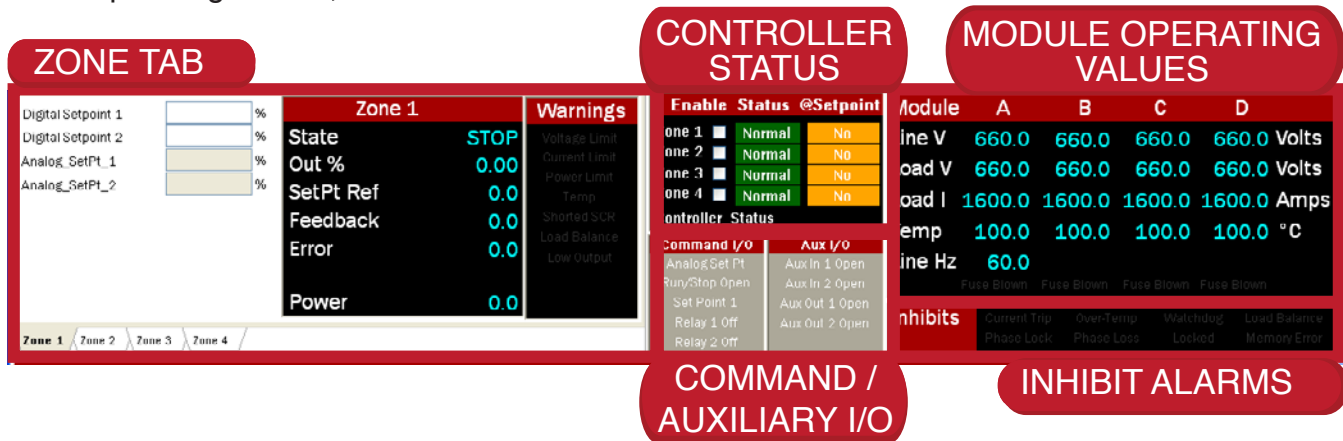 ZONE TAB
CONTROLLER
STATUS
MODULE OPERATING
VALUES
Digital Setpoint 1 %
Digital Setpoint 2 %
Analog_SetPt_1 %
Analog_SetPt_2 %
Zone 1
State STOP
Out % 0.00
SetPt Ref 0.0
Feedback 0.0
Error 0.0
Power 0.0
Warnings
Voltage Limit
Current Limit
Power Limit
Temp
Shorted SCR
Load Balance
Low Output
Zone 1 Zone 2 Zone 3 Zone 4
Enable Status @Setpoint
one 1 Normal No
one 2 Normal No
one 3 Normal No
one 4 Normal No
ontroller Status
Command I/O Aux I/O
Analog Set Pt Aux In 1 Open
Run/Stop Open Aux In 2 Open
Set Point 1 Aux Out 1 Open
Relay 1 Off Aux Out 2 Open
Relay 2 Off
Module A B C D
ine V 660.0 660.0 660.0 660.0 Volts
oad V 660.0 660.0 660.0 660.0 Volts
oad I 1600.0 1600.0 1600.0 1600.0 Amps
emp 100.0 100.0 100.0 100.0 °C
ine Hz 60.0
Fuse Blown Fuse Blown Fuse Blown Fuse Blown
nhibits Current Trip Over-Temp Watchdog Load Balance
Phase Lock Phase Loss Locked Memory Error
COMMAND /
AUXILIARY I/O
INHIBIT ALARMS